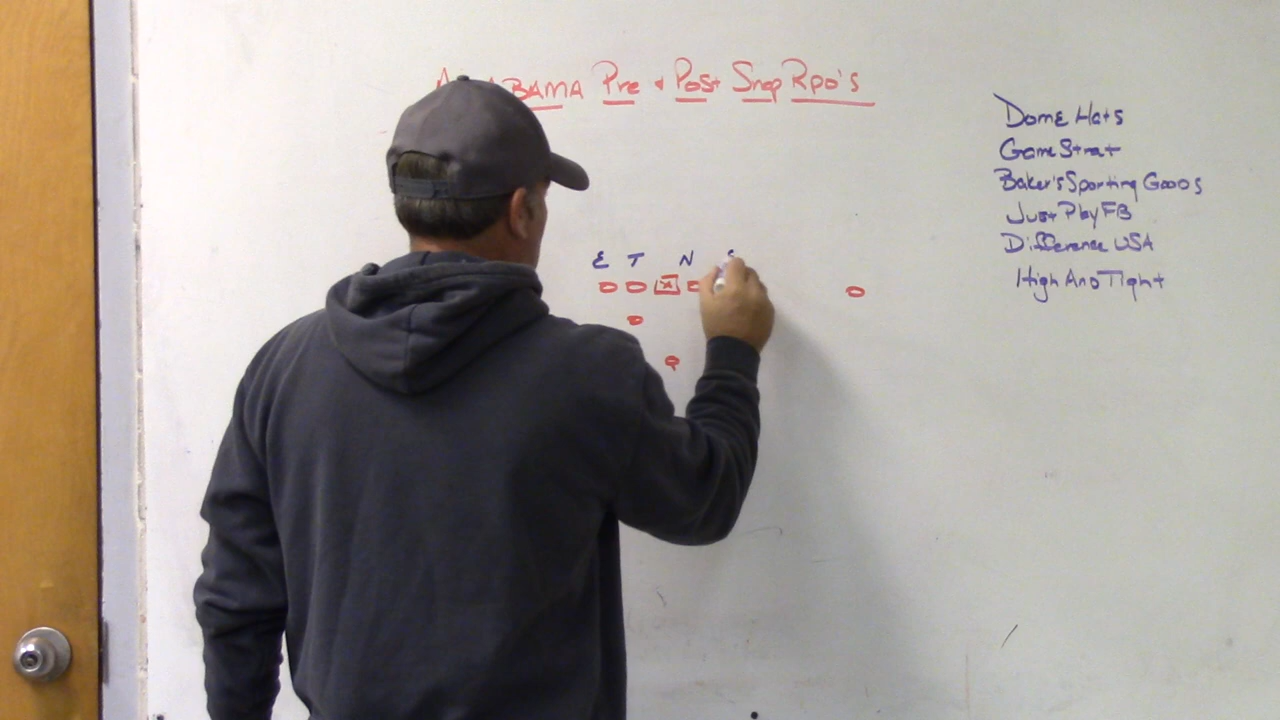 Pre + Post Snap Rpo's
Dome Hats
Game Strat
Baker's Sporting Goods
Just Play FB
Difference USA
High And Tight
E T N E
x